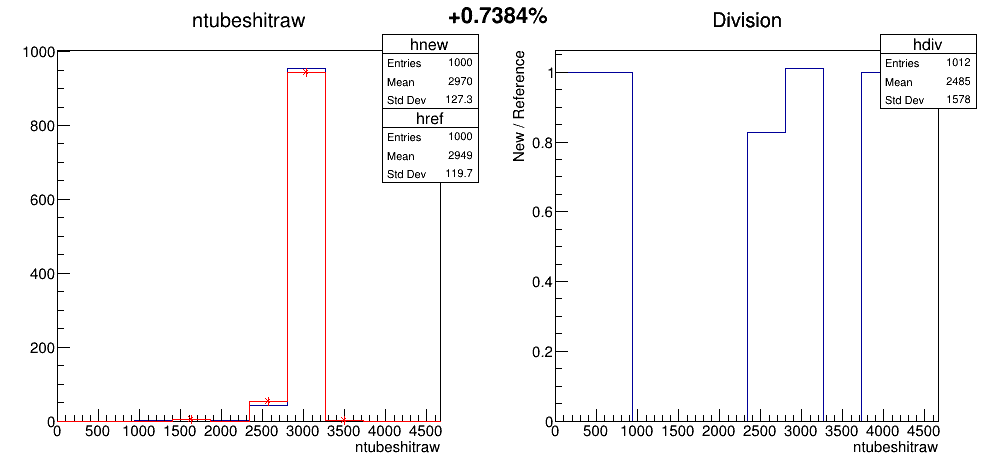 +0.7384%
ntubeshitraw
hnew
Entries 1000
Mean 2970
Std Dev 127.3
href
Entries 1000
Mean 2949
Std Dev 119.7
1000
800
600
400
200
0
0 500 1000 1500 2000 2500 3000 3500 4000 4500
ntubeshitraw
Division
hdiv
Entries 1012
Mean 2485
Std Dev 1578
New / Reference
1
0.8
0.6
0.4
0.2
0
0 500 1000 1500 2000 2500 3000 3500 4000 4500
ntubeshitraw